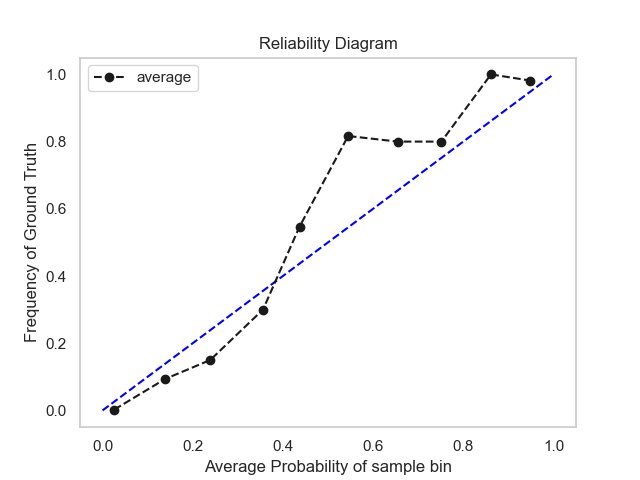 Reliability Diagram
average
Frequency of Ground Truth
1.0
0.8
0.6
0.4
0.2
0.0
0.0 0.2 0.4 0.6 0.8 1.0
Average Probability of sample bin